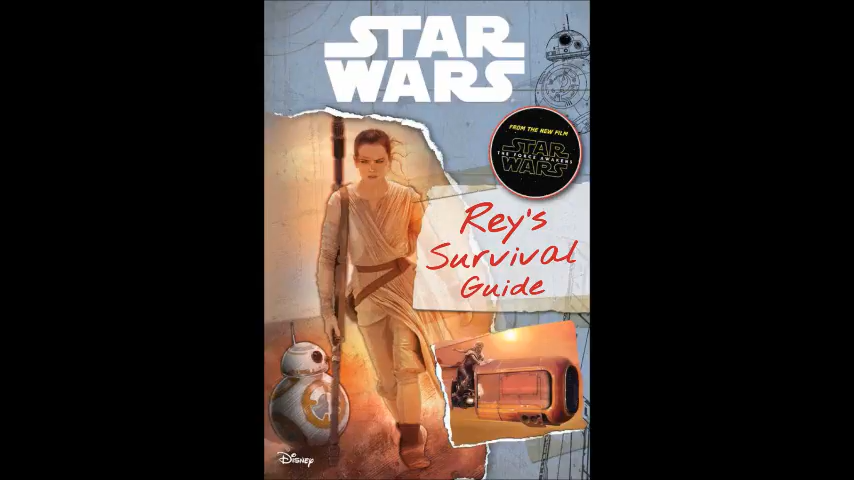 STAR
WARS
FROM THE NEW FILM
STAR
THE FORCE AWAKENS
WARS
Rey's
Survival
Guide
Disney